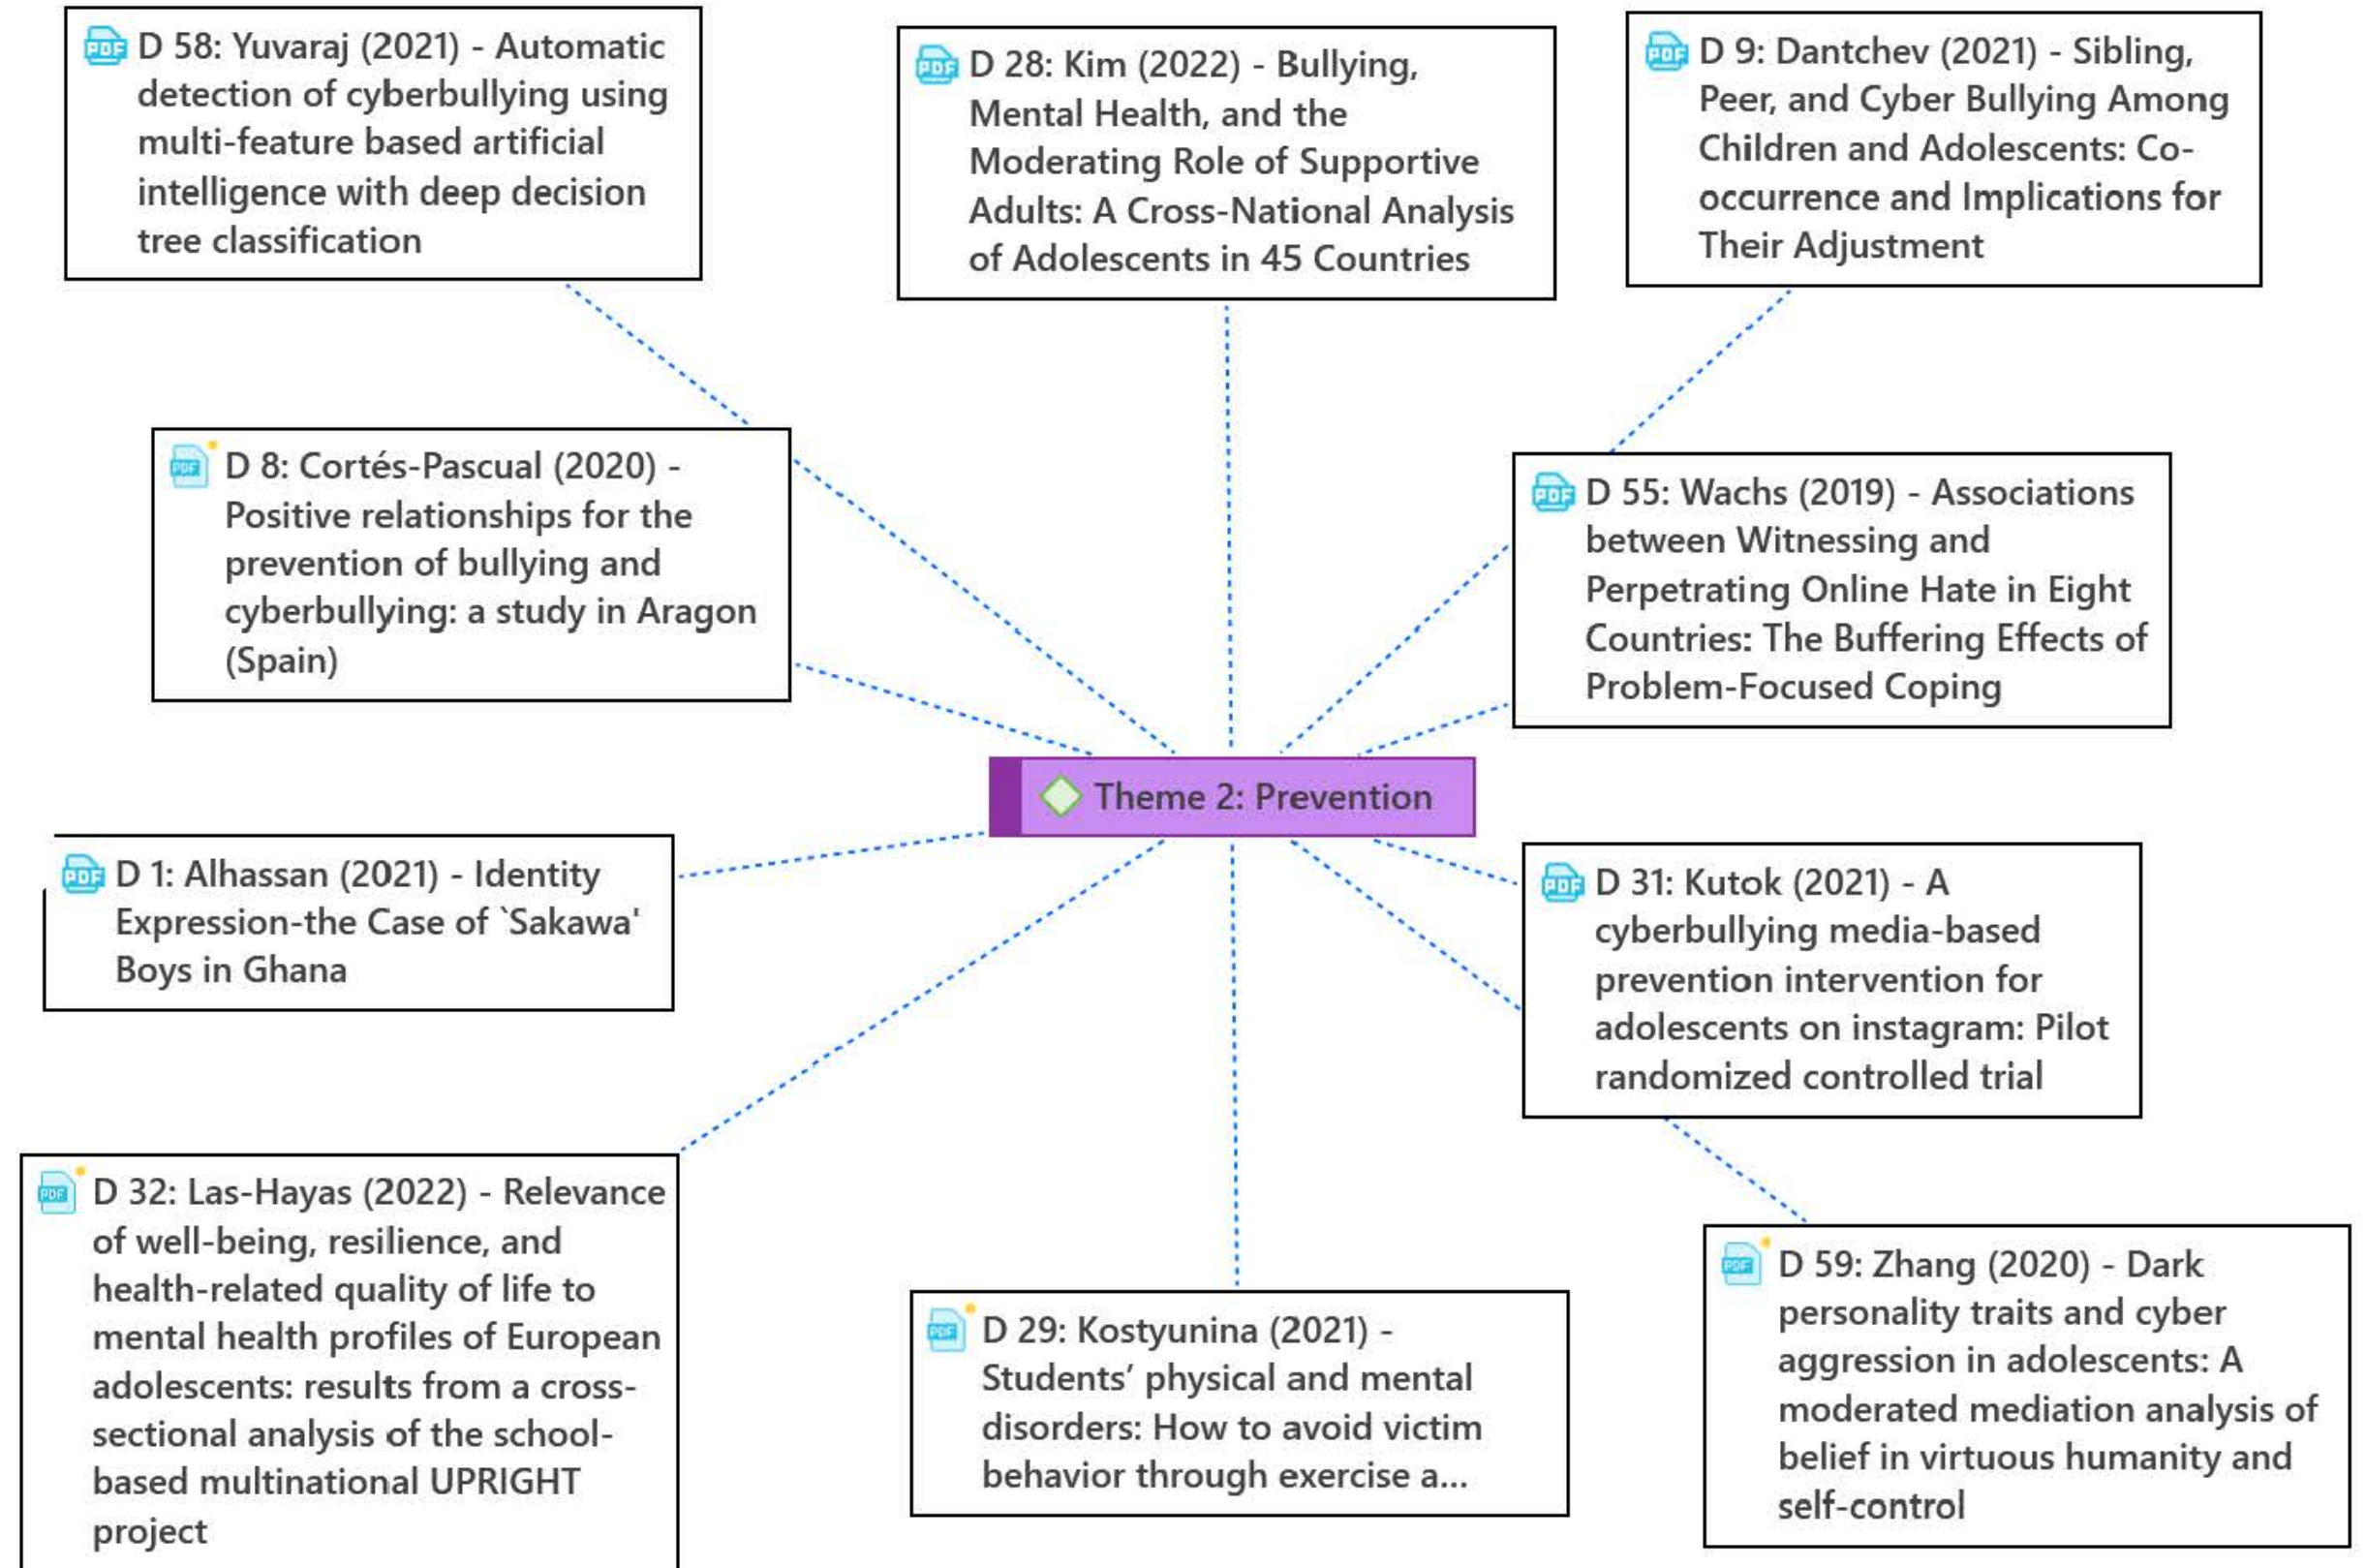 D 58: Yuvaraj (2021) - Automatic
detection of cyberbullying using
multi-feature based artificial
intelligence with deep decision
tree classification
D 28: Kim (2022) - Bullying,
Mental Health, and the
Moderating Role of Supportive
Adults: A Cross-National Analysis
of Adolescents in 45 Countries
D 9: Dantchev (2021) - Sibling,
Peer, and Cyber Bullying Among
Children and Adolescents: Co-
occurrence and Implications for
Their Adjustment
D 8: Cortés-Pascual (2020) -
Positive relationships for the
prevention of bullying and
cyberbullying: a study in Aragon
(Spain)
D 55: Wachs (2019) - Associations
between Witnessing and
Perpetrating Online Hate in Eight
Countries: The Buffering Effects of
Problem-Focused Coping
Theme 2: Prevention
D 1: Alhassan (2021) - Identity
Expression-the Case of `Sakawa'
Boys in Ghana
D 31: Kutok (2021) - A
cyberbullying media-based
prevention intervention for
adolescents on instagram: Pilot
randomized controlled trial
D 32: Las-Hayas (2022) - Relevance
of well-being, resilience, and
health-related quality of life to
mental health profiles of European
adolescents: results from a cross-
sectional analysis of the school-
based multinational UPRIGHT
project
D 29: Kostyunina (2021) -
Students’ physical and mental
disorders: How to avoid victim
behavior through exercise a...
D 59: Zhang (2020) - Dark
personality traits and cyber
aggression in adolescents: A
moderated mediation analysis of
belief in virtuous humanity and
self-control